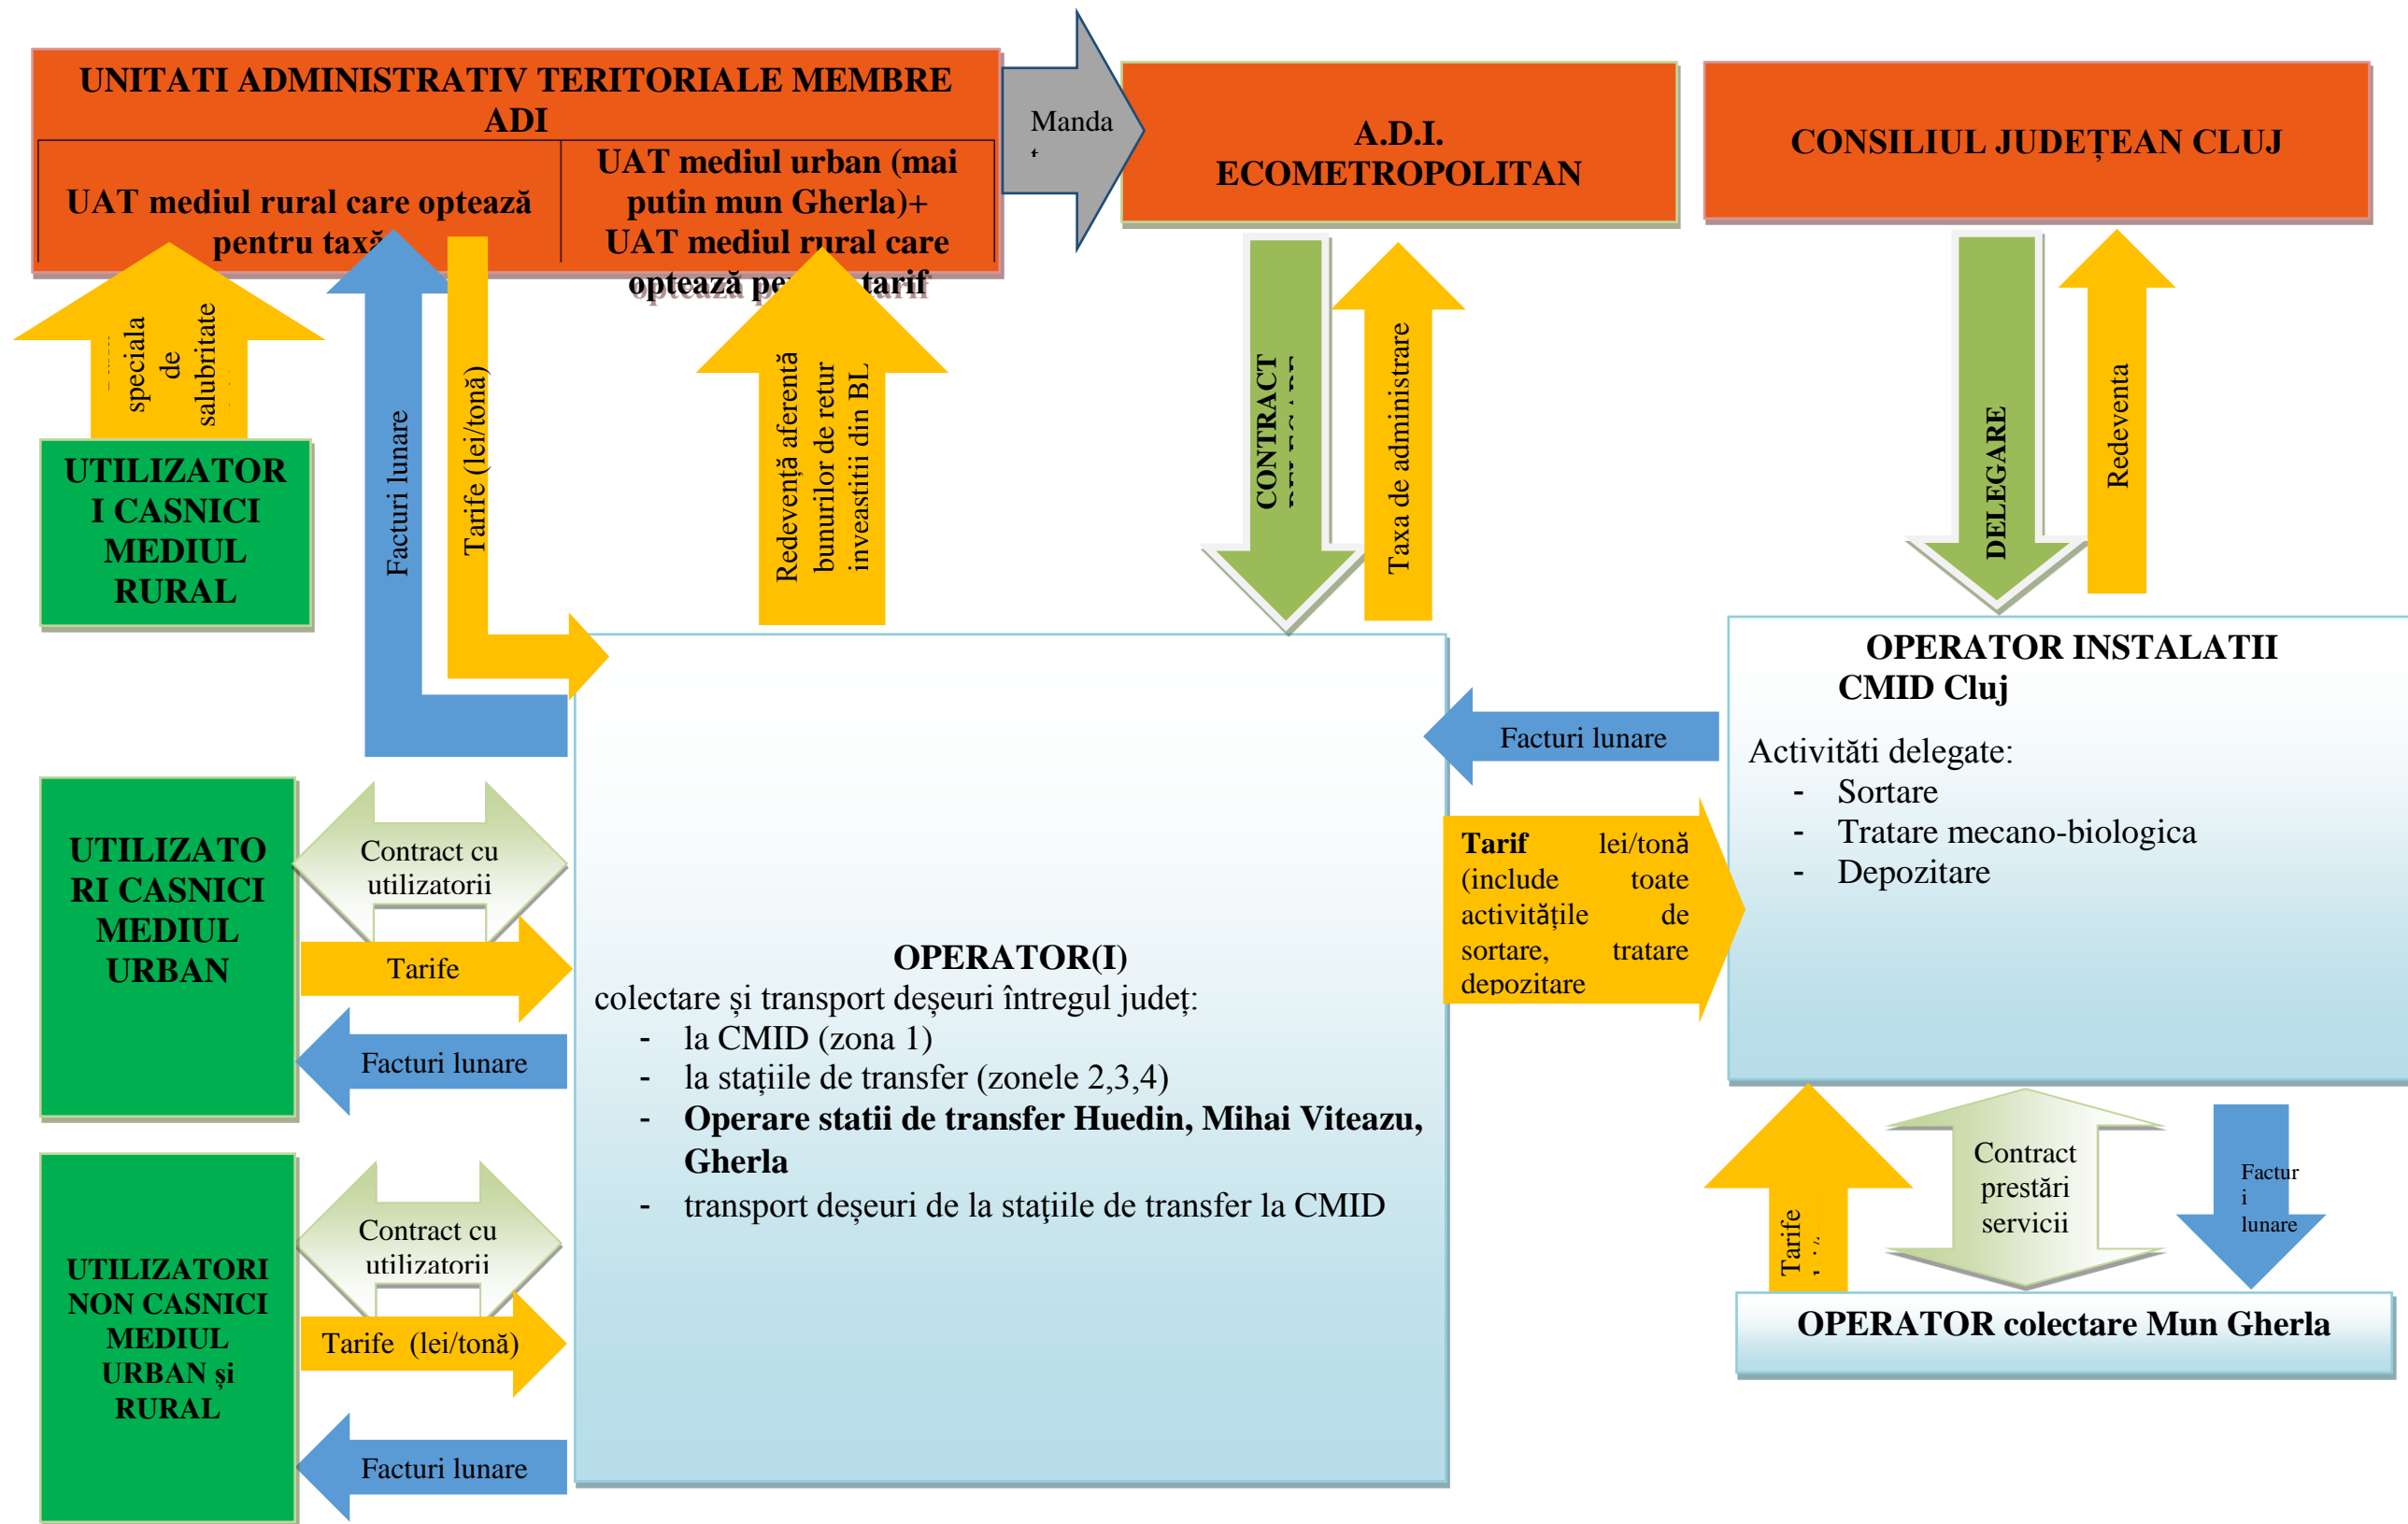 UNITATI ADMINISTRATIV TERITORIALE MEMBRE
ADI
UAT mediul rural care optează
pentru taxă
UAT mediul urban (mai
putin mun Gherla)+
UAT mediul rural care
optează
tarif
Manda
A.D.I.
ECOMETROPOLITAN
CONSILIUL JUDEȚEAN CLUJ
speciala
de
salubritate
Facturi lunare
Tarife (lei/tonă)
Redevență aferentă
bunurilor de retur
inveastitii din BL
CONTRACT
Taxa de administrare
DELEGARE
Redeventa
UTILIZATOR
I CASNICI
MEDIUL
RURAL
OPERATOR INSTALATII
CMID Cluj
Activităti delegate:
- Sortare
- Tratare mecano-biologica
- Depozitare
Facturi lunare
Tarif lei/tonă
(include toate
activitățile de
sortare, tratare
depozitare
UTILIZATO
RI CASNICI
MEDIUL
URBAN
Contract cu
utilizatorii
Tarife
Facturi lunare
OPERATOR(I)
colectare și transport deșeuri întregul județ:
- la CMID (zona 1)
- la stațiile de transfer (zonele 2,3,4)
- Operare statii de transfer Huedin, Mihai Viteazu,
Gherla
- transport deșeuri de la staţiile de transfer la CMID
UTILIZATORI
NON CASNICI
MEDIUL
URBAN și
RURAL
Contract cu
utilizatorii
Tarife (lei/tonă)
Facturi lunare
Tarife
Contract
prestări
servicii
Factur
i
lunare
OPERATOR colectare Mun Gherla